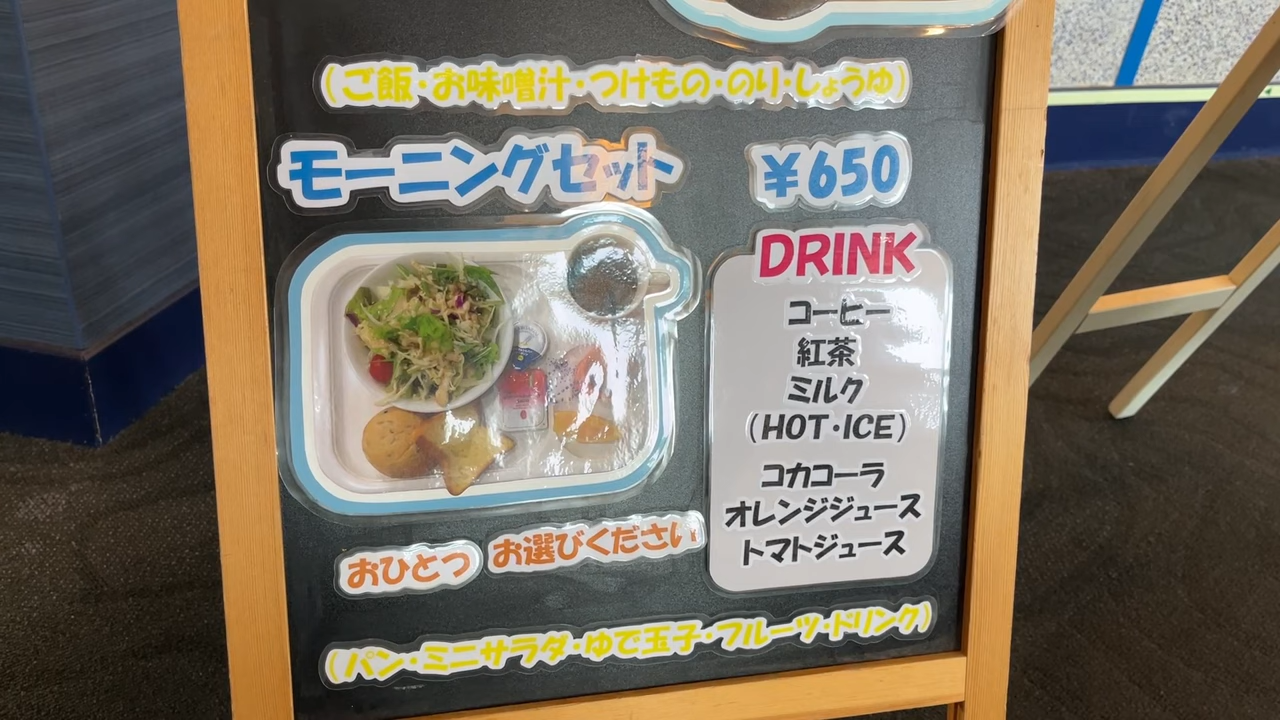 (ご飯・お味噌汁・つけもの・のり・しょうゆ)
モーニングセット ¥650
DRINK
コーヒー
紅茶
ミルク
(HOT・ICE)
コカコーラ
オレンジジュース
トマトジュース
おひとつ お選びください
(パン・ミニサラダ・ゆで玉子・フルーツ・ドリンク)